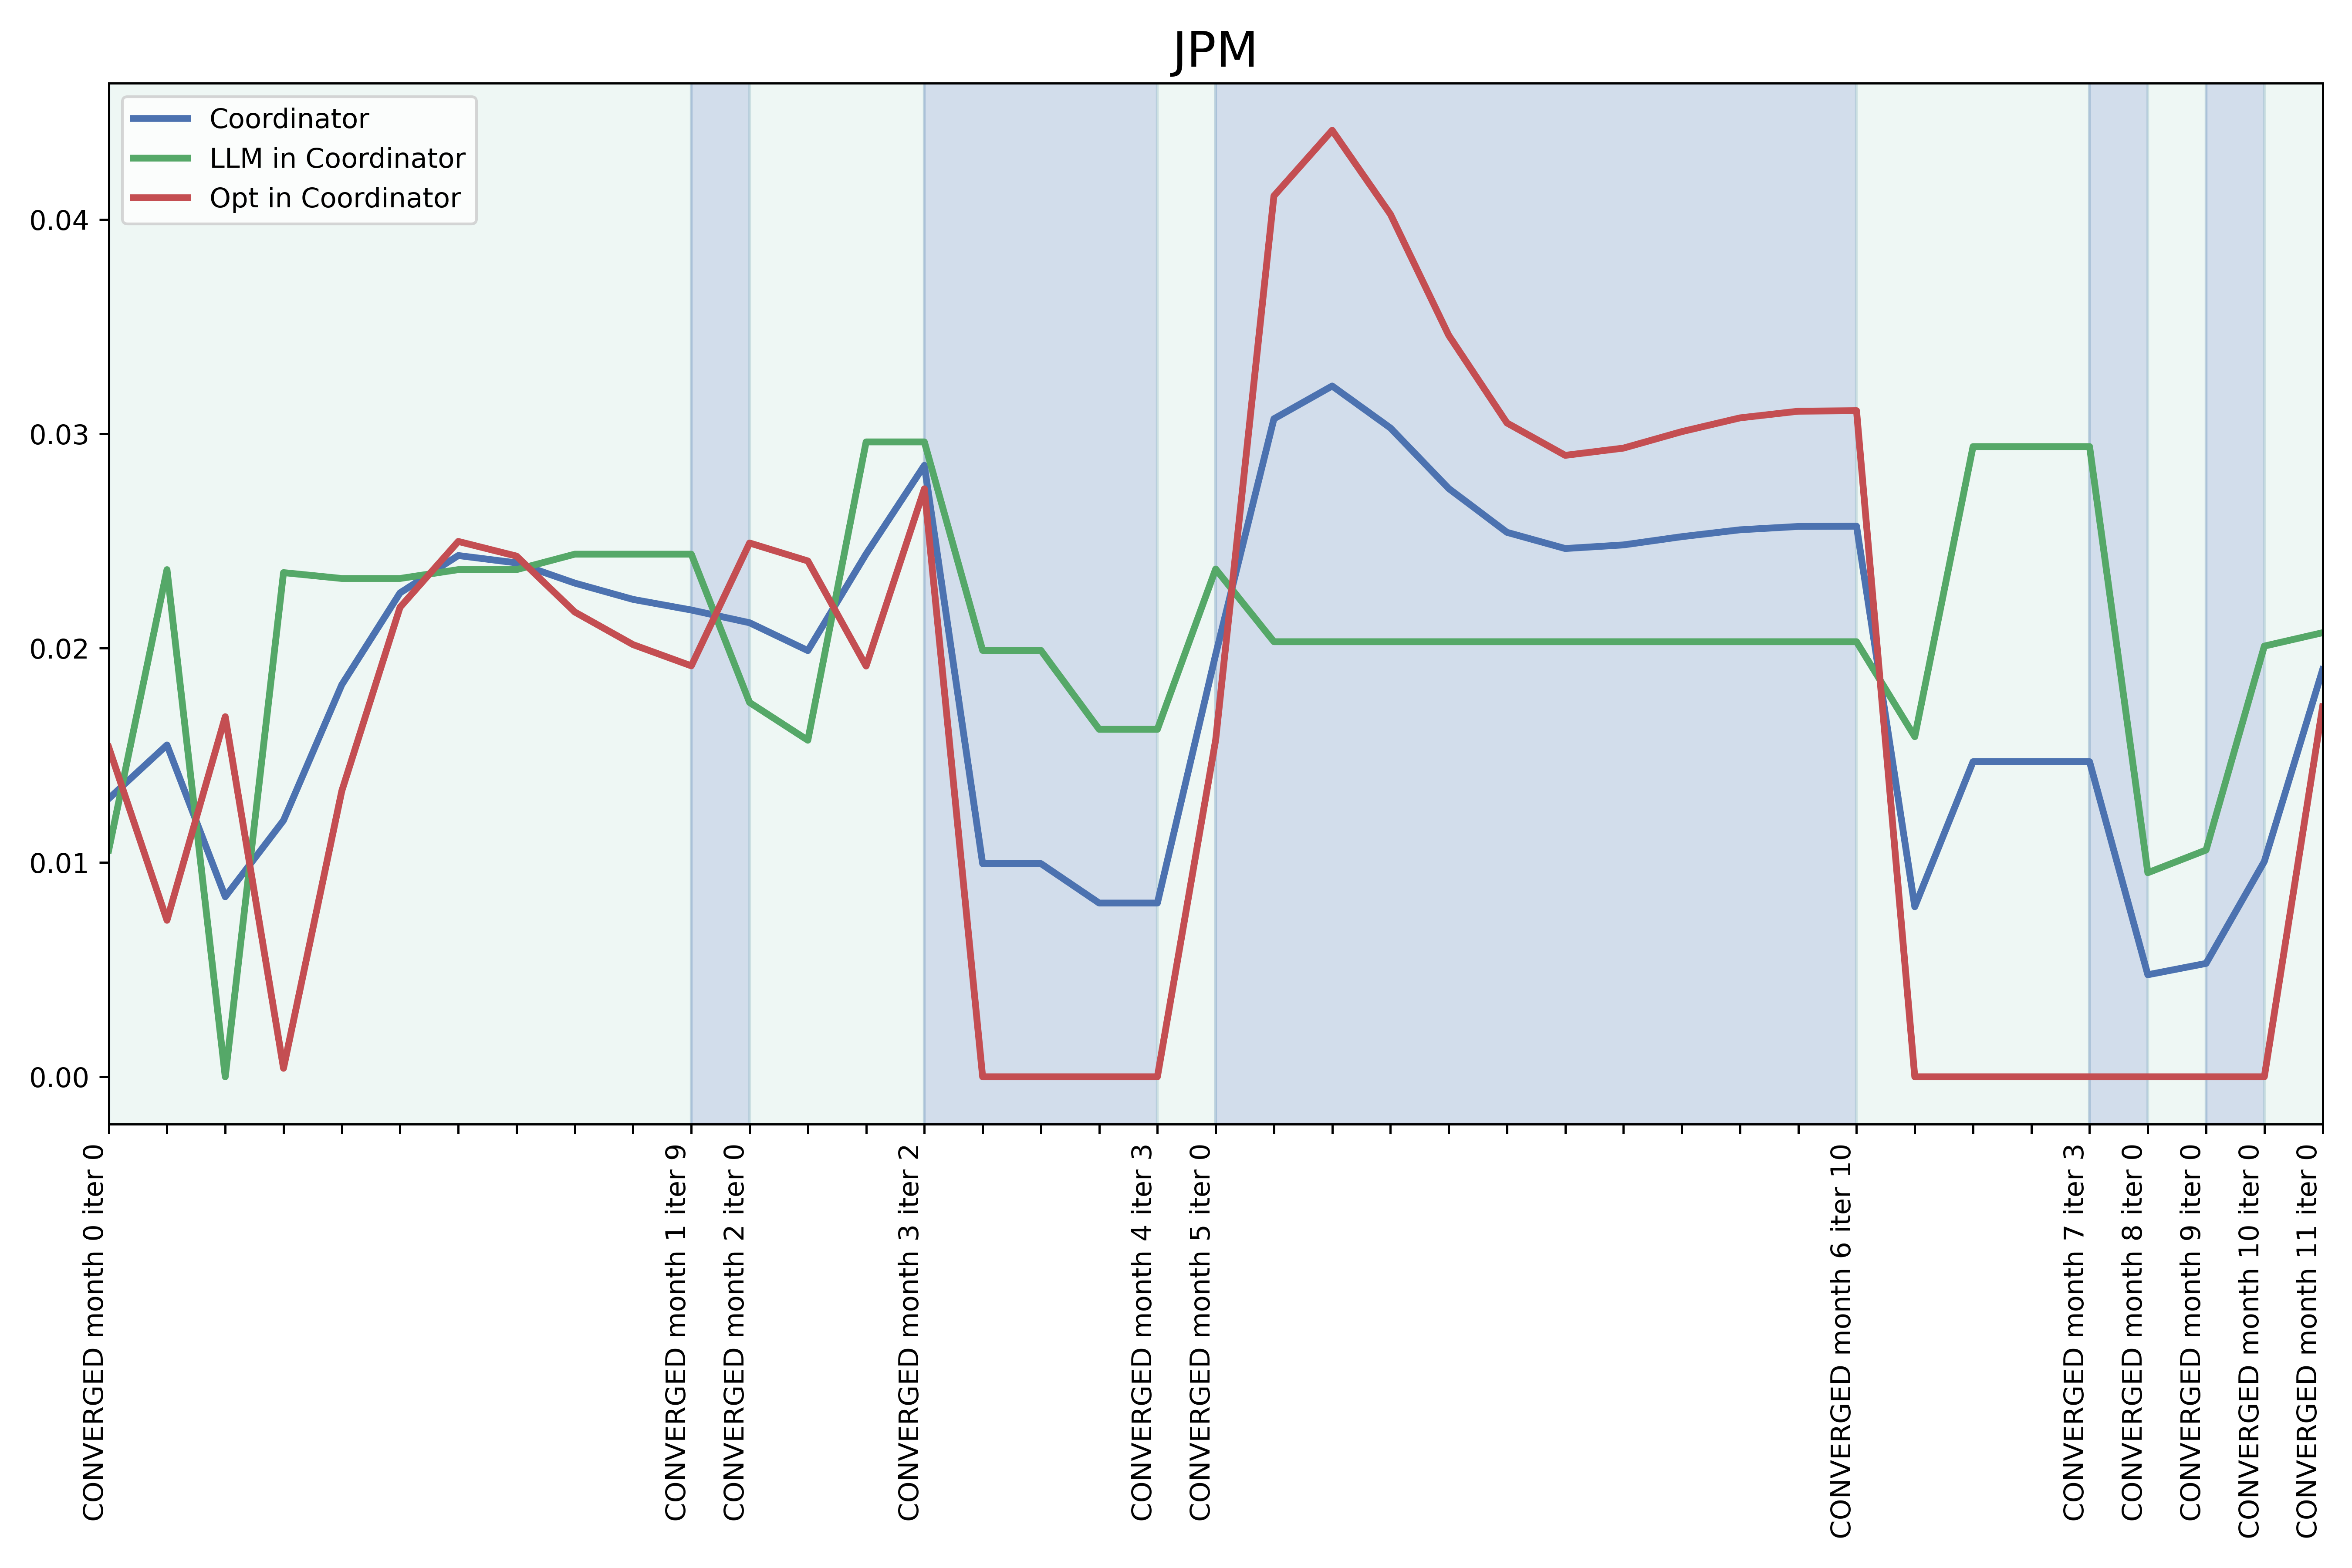 JPM
Coordinator
LLM in Coordinator
Opt in Coordinator
0.04
0.03
0.02
0.01
0.00
CONVERGED month 0 iter 0
CONVERGED month 1 iter 9
CONVERGED month 2 iter 0
CONVERGED month 3 iter 2
CONVERGED month 4 iter 3
CONVERGED month 5 iter 0
CONVERGED month 6 iter 10
CONVERGED month 7 iter 3
CONVERGED month 8 iter 0
CONVERGED month 9 iter 0
CONVERGED month 10 iter 0
CONVERGED month 11 iter 0